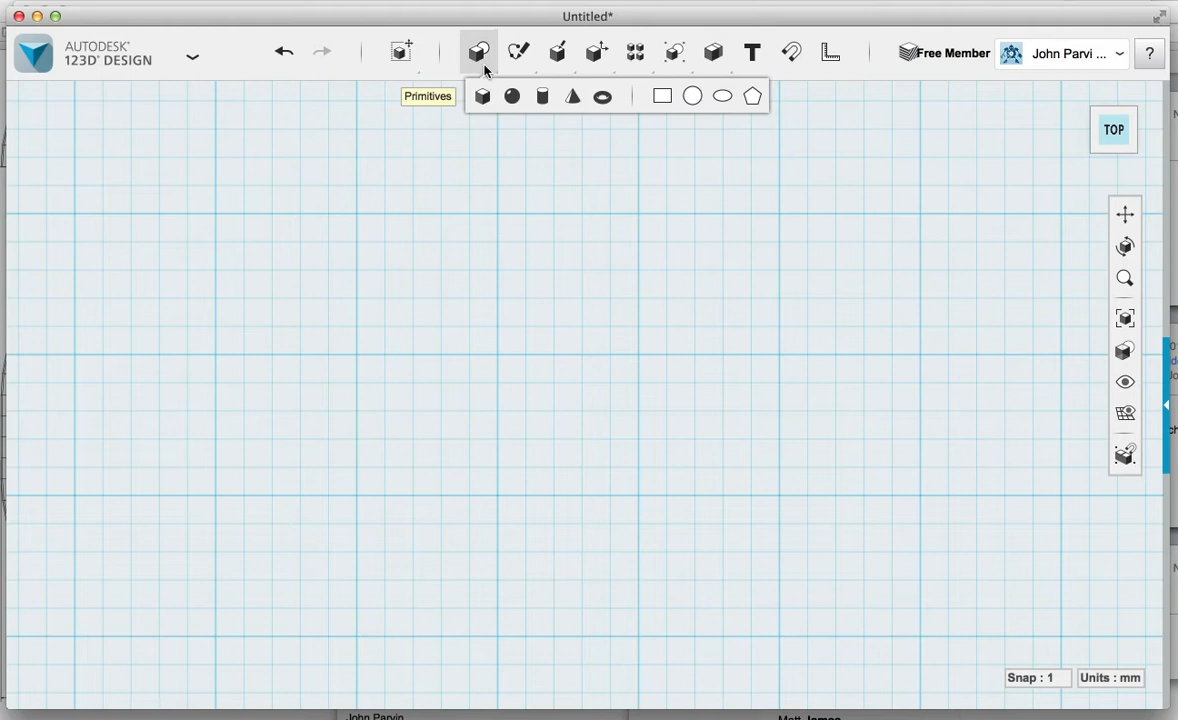 Untitled*
AUTODESK®
123D® DESIGN
Free Member
John Parvi ...
?
Primitives
TOP
Snap : 1
Units : mm
John Parvin
Matt James